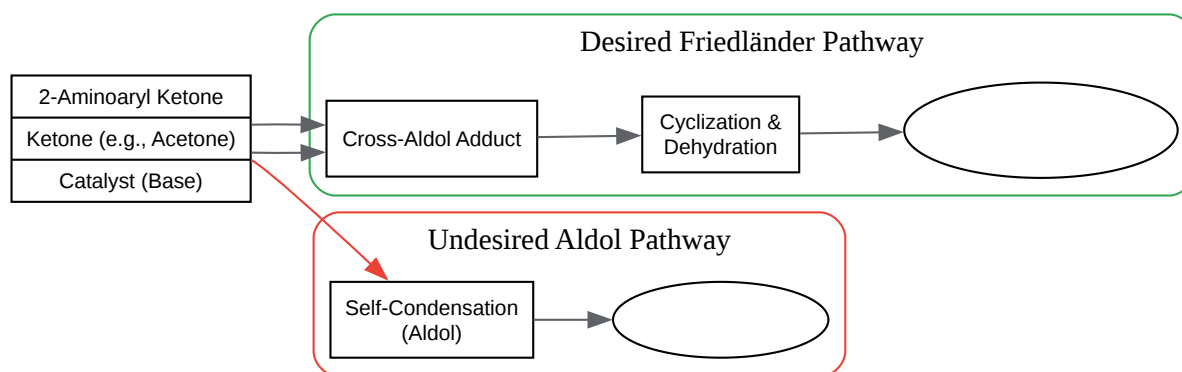 Desired Friedländer Pathway
2-Aminoaryl Ketone
Ketone (e.g., Acetone)
Catalyst (Base)
Cross-Aldol Adduct
Cyclization &
Dehydration
Undesired Aldol Pathway
Self-Condensation
(Aldol)